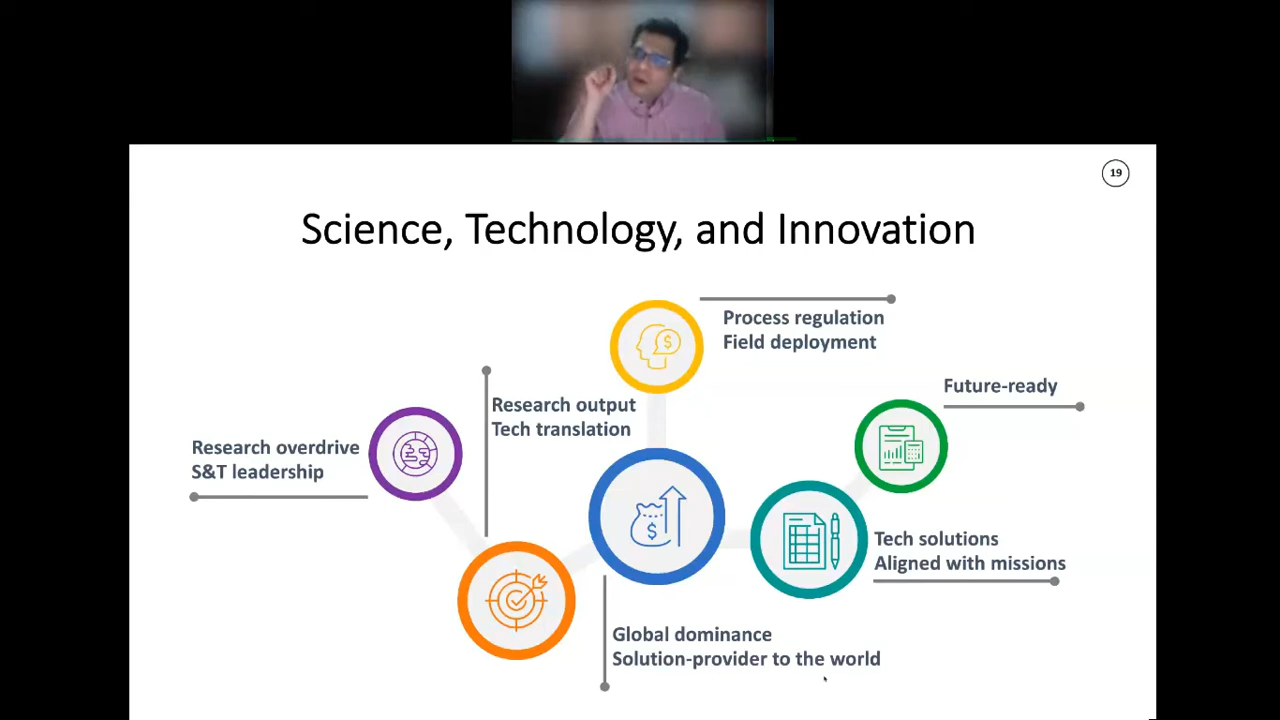 19
Science, Technology, and Innovation
Process regulation
Field deployment
Future-ready
Research output
Tech translation
Research overdrive
S&T leadership
$
$
Tech solutions
Aligned with missions
Global dominance
Solution-provider to the world